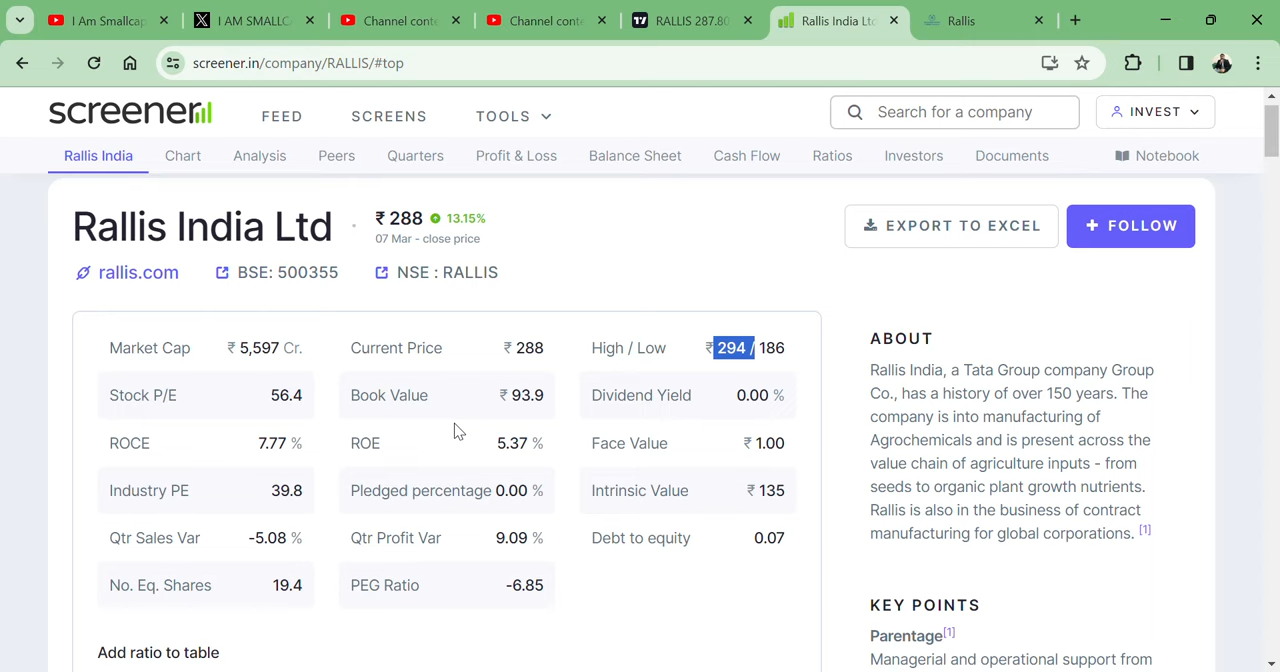 I Am Smallcap
I AM SMALLC
Channel conte
Channel conte
RALLIS 287.80
Rallis India Ltd
Rallis
screener.in/company/RALLIS/#top
screener
FEED
SCREENS
TOOLS
Search for a company
INVEST
Rallis India
Chart
Analysis
Peers
Quarters
Profit & Loss
Balance Sheet
Cash Flow
Ratios
Investors
Documents
Notebook
Rallis India Ltd
₹ 288 13.15%
07 Mar - close price
EXPORT TO EXCEL
+ FOLLOW
rallis.com
BSE: 500355
NSE : RALLIS
Market Cap ₹ 5,597 Cr.
Current Price ₹ 288
High / Low ₹ 294 / 186
Stock P/E 56.4
Book Value ₹ 93.9
Dividend Yield 0.00 %
ROCE 7.77 %
ROE 5.37 %
Face Value ₹ 1.00
Industry PE 39.8
Pledged percentage 0.00 %
Intrinsic Value ₹ 135
Qtr Sales Var -5.08 %
Qtr Profit Var 9.09 %
Debt to equity 0.07
No. Eq. Shares 19.4
PEG Ratio -6.85
Add ratio to table
ABOUT
Rallis India, a Tata Group company Group
Co., has a history of over 150 years. The
company is into manufacturing of
Agrochemicals and is present across the
value chain of agriculture inputs - from
seeds to organic plant growth nutrients.
Rallis is also in the business of contract
manufacturing for global corporations. [1]
KEY POINTS
Parentage[1]
Managerial and operational support from